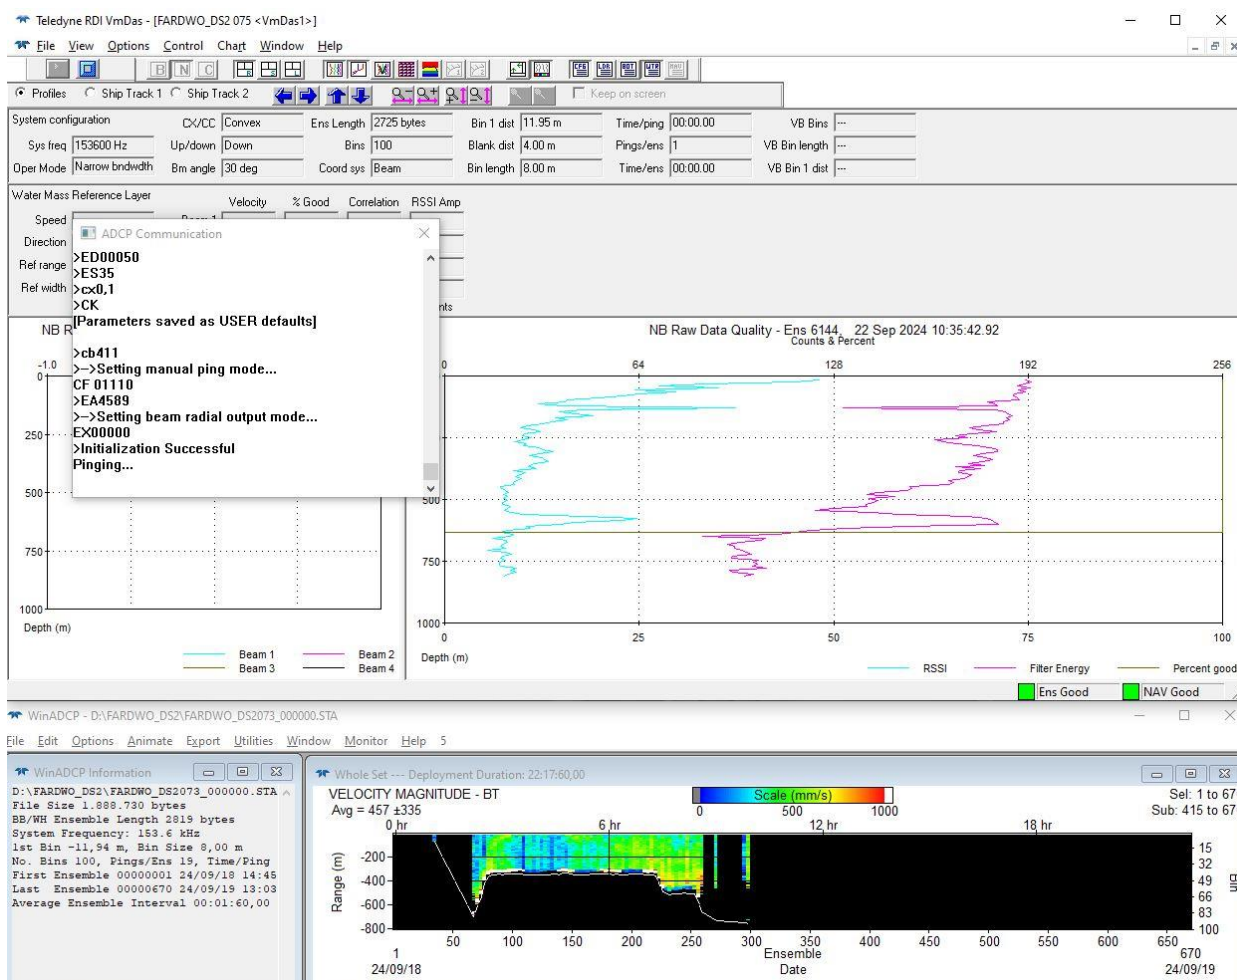 Teledyne RDI VmDas - [FARDWO_DS2 075 <VmDas1>]
File View Options Control Chart Window Help
B N C
CFG LDR BOT WTR NAV
Profiles Ship Track 1 Ship Track 2 Keep on screen
System configuration CX/CC Convex Ens Length 2725 bytes Bin 1 dist 11.95 m Time/ping 00:00.00 VB Bins ---
Sys freq 153600 Hz Up/down Down Bins 100 Blank dist 4.00 m Pings/ens 1 VB Bin length ---
Oper Mode Narrow bndwdth Bm angle 30 deg Coord sys Beam Bin length 8.00 m Time/ens 00:00.00 VB Bin 1 dist ---
Water Mass Reference Layer Velocity % Good Correlation RSSI Amp
Speed
Direction
Ref range
Ref width
nts
ADCP Communication
>ED00050
>ES35
>cx0,1
>CK
[Parameters saved as USER defaults]
>cb411
>->Setting manual ping mode...
CF 01110
>EA4589
>->Setting beam radial output mode...
EX00000
>Initialization Successful
Pinging...
NB R
-1.0
0
250
500
750
1000
Depth (m)
Beam 1 Beam 2
Beam 3 Beam 4
NB Raw Data Quality - Ens 6144, 22 Sep 2024 10:35:42.92
Counts & Percent
0 64 128 192 256
500
750
1000
0 25 50 75 100
Depth (m)
RSSI Filter Energy Percent good
Ens Good NAV Good
WinADCP - D:\FARDWO_DS2\FARDWO_DS2073_000000.STA
File Edit Options Animate Export Utilities Window Monitor Help 5
WinADCP Information
D:\FARDWO_DS2\FARDWO_DS2073_000000.STA
File Size 1.888.730 bytes
BB/WH Ensemble Length 2819 bytes
System Frequency: 153.6 kHz
1st Bin -11,94 m, Bin Size 8,00 m
No. Bins 100, Pings/Ens 19, Time/Ping
First Ensemble 00000001 24/09/18 14:45
Last Ensemble 00000670 24/09/19 13:03
Average Ensemble Interval 00:01:60,00
Whole Set --- Deployment Duration: 22:17:60,00
VELOCITY MAGNITUDE - BT
Avg = 457 ±335
Scale (mm/s)
0 500 1000
Sel: 1 to 67
Sub: 415 to 67
0 hr 6 hr 12 hr 18 hr
Range (m)
-200
-400
-600
-800
15
32
49
66
83
100
Bin
50 100 150 200 250 300 350 400 450 500 550 600 650
1 Ensemble 670
24/09/18 Date 24/09/19